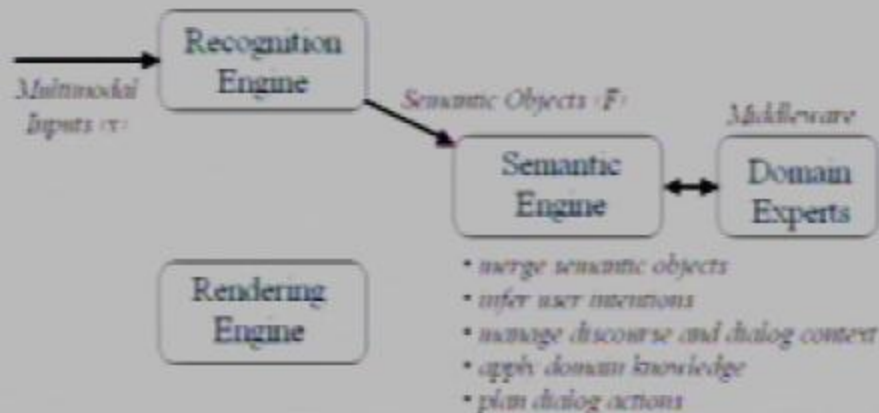 Recognition
Engine
Multimodal
Inputs
Semantic Objects (F)
Middleware
Semantic
Engine
Domain
Experts
Rendering
Engine
• merge semantic objects
• infer user intentions
• manage discourse and dialog context
• apply domain knowledge
• plan dialog actions